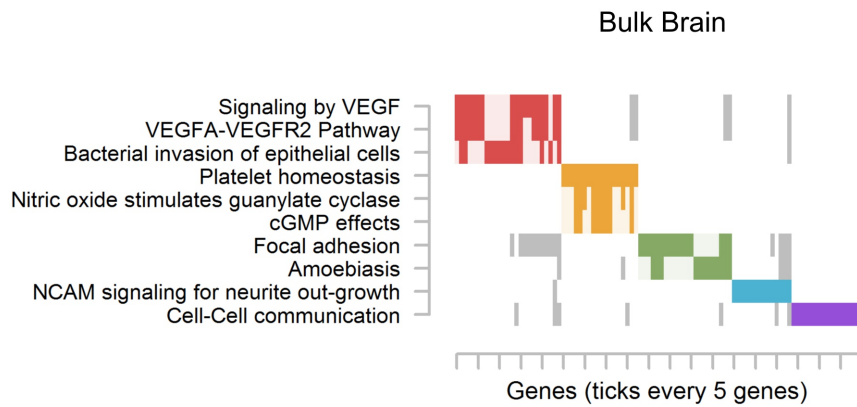 Bulk Brain
Signaling by VEGF
VEGFA-VEGFR2 Pathway
Bacterial invasion of epithelial cells
Platelet homeostasis
Nitric oxide stimulates guanylate cyclase
cGMP effects
Focal adhesion
Amoebiasis
NCAM signaling for neurite out-growth
Cell-Cell communication
Genes (ticks every 5 genes)